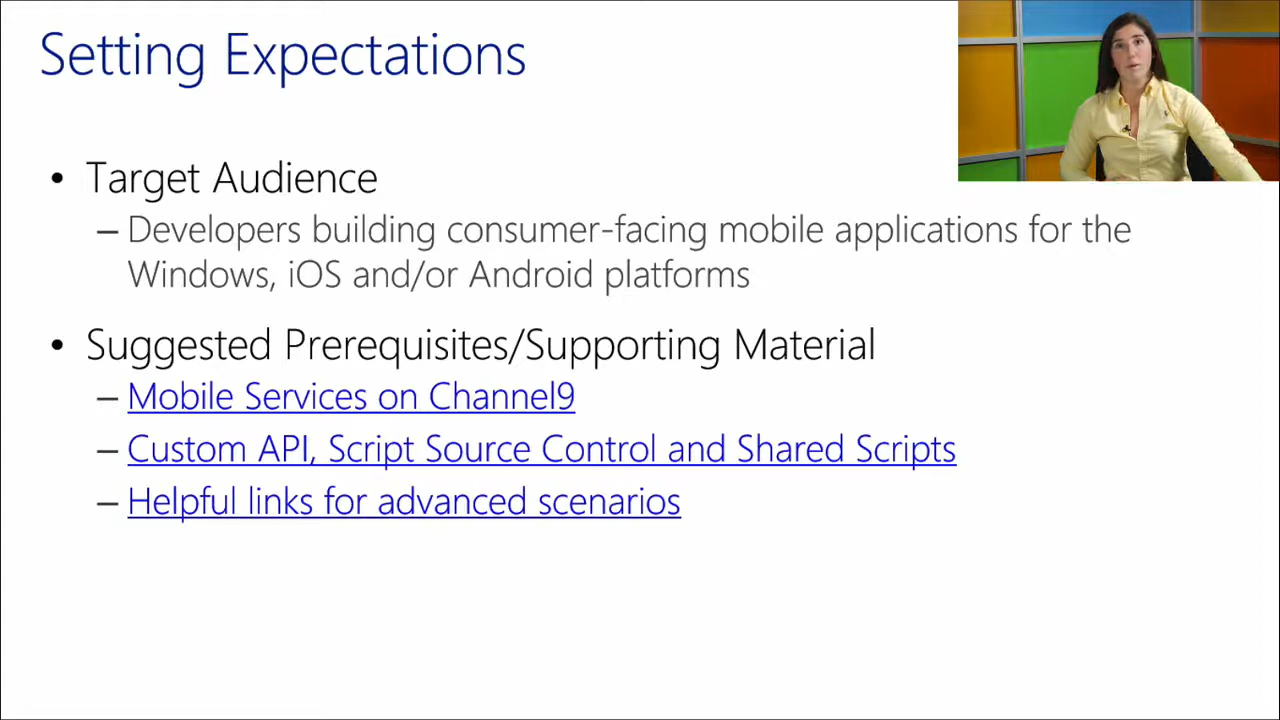 Setting Expectations
• Target Audience
– Developers building consumer-facing mobile applications for the
Windows, iOS and/or Android platforms
• Suggested Prerequisites/Supporting Material
– Mobile Services on Channel9
– Custom API, Script Source Control and Shared Scripts
– Helpful links for advanced scenarios